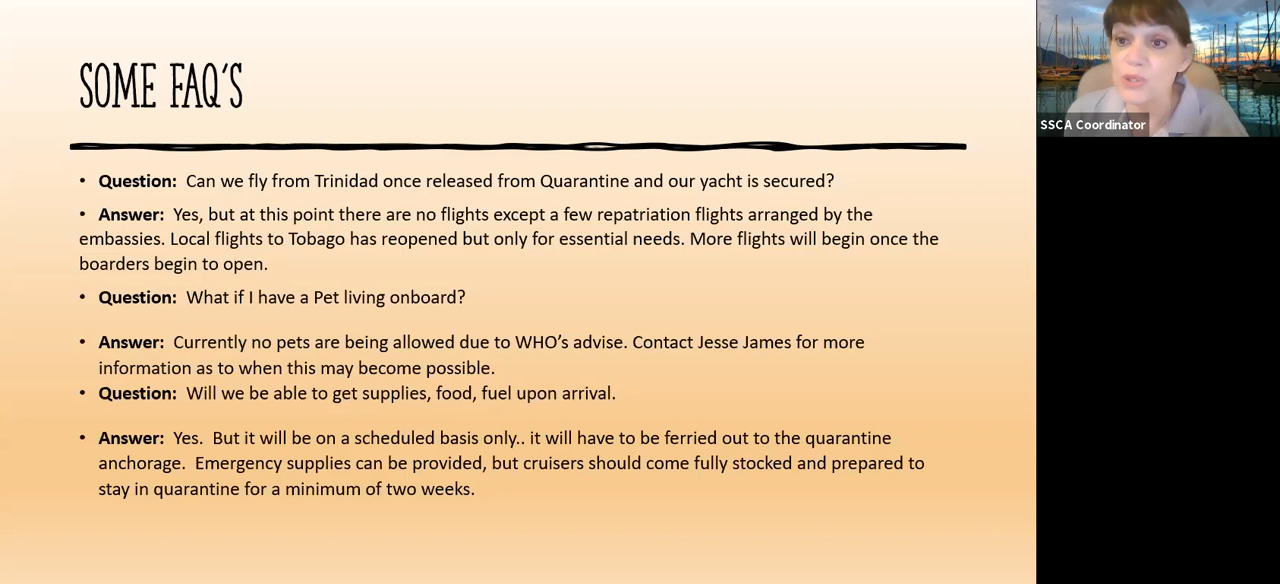 SOME FAQ'S
• Question: Can we fly from Trinidad once released from Quarantine and our yacht is secured?
• Answer: Yes, but at this point there are no flights except a few repatriation flights arranged by the
embassies. Local flights to Tobago has reopened but only for essential needs. More flights will begin once the
boarders begin to open.
• Question: What if I have a Pet living onboard?
• Answer: Currently no pets are being allowed due to WHO's advise. Contact Jesse James for more
information as to when this may become possible.
• Question: Will we be able to get supplies, food, fuel upon arrival.
• Answer: Yes. But it will be on a scheduled basis only.. it will have to be ferried out to the quarantine
anchorage. Emergency supplies can be provided, but cruisers should come fully stocked and prepared to
stay in quarantine for a minimum of two weeks.
SSCA Coordinator